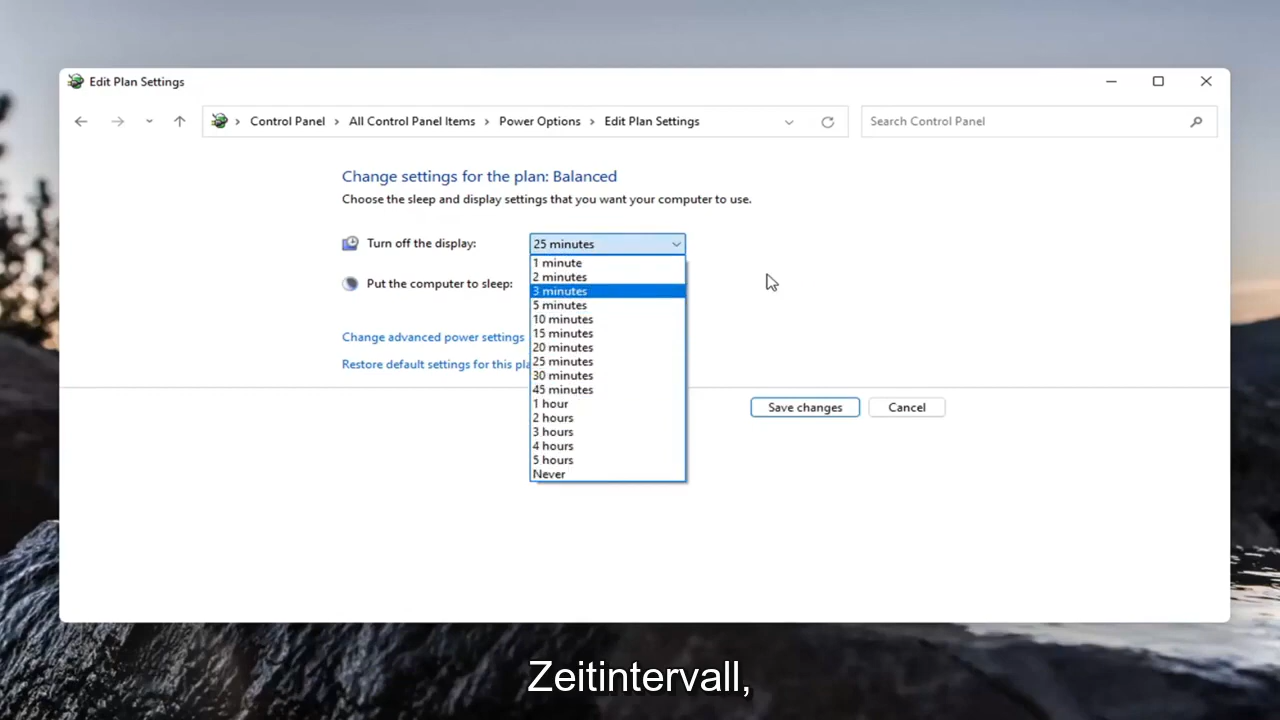 Edit Plan Settings
Control Panel > All Control Panel Items > Power Options > Edit Plan Settings
Search Control Panel
Change settings for the plan: Balanced
Choose the sleep and display settings that you want your computer to use.
Turn off the display:
25 minutes
1 minute
2 minutes
Put the computer to sleep:
3 minutes
5 minutes
10 minutes
15 minutes
Change advanced power settings
20 minutes
25 minutes
Restore default settings for this pla
30 minutes
45 minutes
1 hour
2 hours
3 hours
4 hours
5 hours
Never
Save changes
Cancel
Zeitintervall,